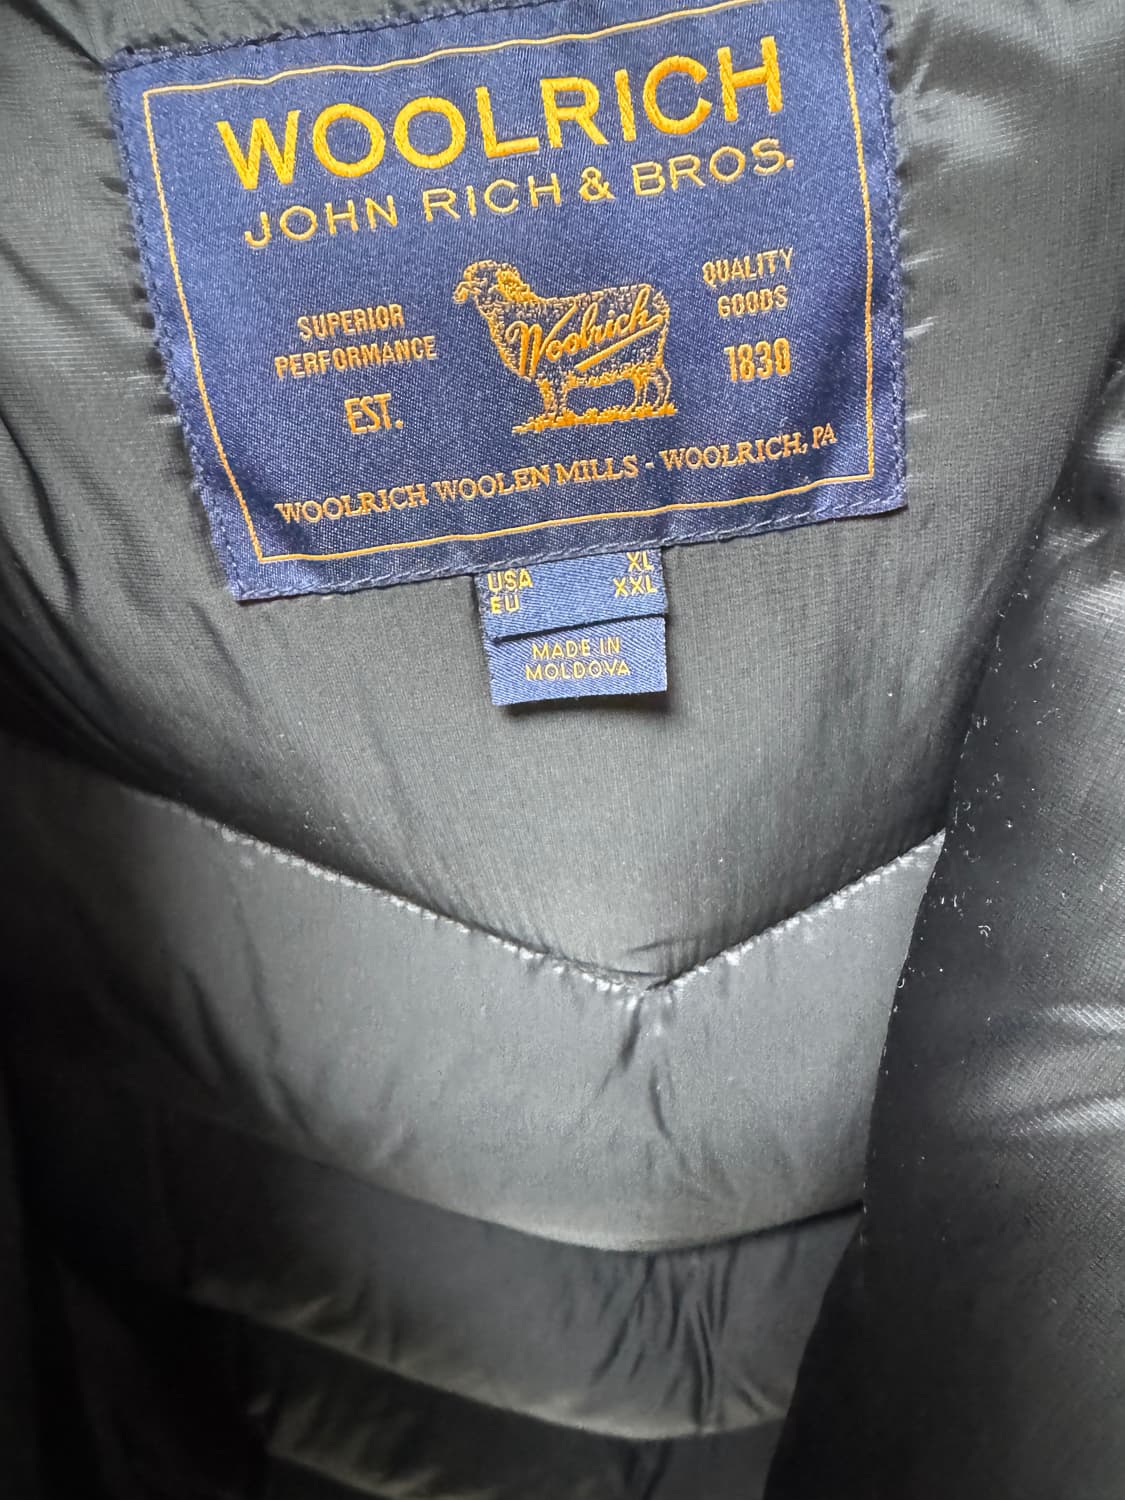 WOOLRICH
JOHN RICH & BROS.
SUPERIOR
PERFORMANCE
EST.
Woolrich
QUALITY
GOODS
1830
WOOLRICH WOOLEN MILLS - WOOLRICH, PA
USA XL
EU XXL
MADE IN
MOLDOVA